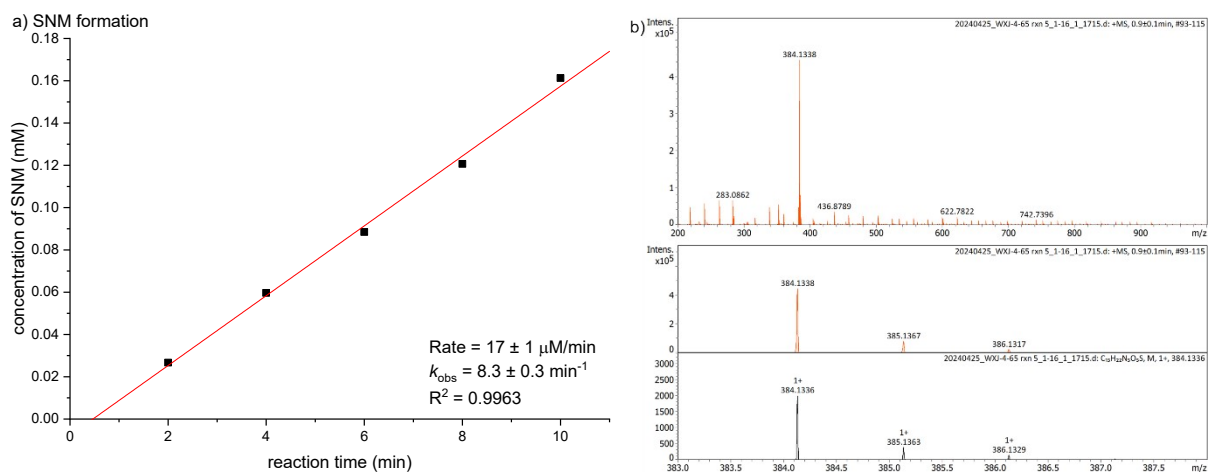 a) SNM formation
0.18
0.16
0.14
0.12
0.10
0.08
0.06
0.04
0.02
0.00
concentration of SNM (mM)
0 2 4 6 8 10
reaction time (min)
Rate = 17 ± 1 μM/min
kobs = 8.3 ± 0.3 min⁻¹
R² = 0.9963
b)
Intens.
x10⁵
20240425_WXJ-4-65 rxn 5_1-16_1_1715.d: +MS, 0.9±0.1min, #93-115
384.1338
4
3
2
1
0
283.0862
436.8789
622.7822
742.7396
200 300 400 500 600 700 800 900 m/z
Intens.
x10⁵
20240425_WXJ-4-65 rxn 5_1-16_1_1715.d: +MS, 0.9±0.1min, #93-115
384.1338
4
2
0
385.1367
386.1317
20240425_WXJ-4-65 rxn 5_1-16_1_1715.d: C₁₅H₂₂N₅O₅S, M, 1+, 384.1336
3000
2500
2000
1500
1000
500
0
1+
384.1336
1+
385.1363
1+
386.1329
383.0 383.5 384.0 384.5 385.0 385.5 386.0 386.5 387.0 387.5 m/z